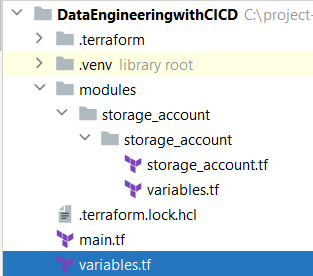 DataEngineeringwithCICD C:\project-
.terraform
.venv library root
modules
storage_account
storage_account
storage_account.tf
variables.tf
.terraform.lock.hcl
main.tf
variables.tf